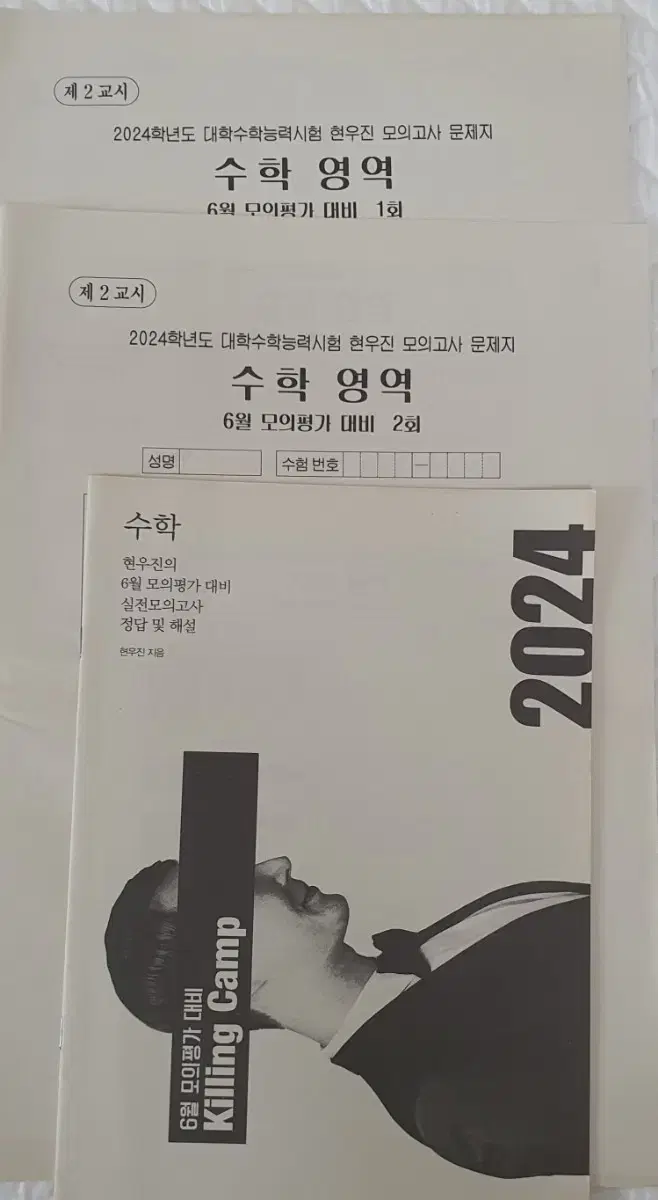 제 2 교시
2024학년도 대학수학능력시험 현우진 모의고사 문제지
수학 영역
6월 모의평가 대비 1회
제 2 교시
2024학년도 대학수학능력시험 현우진 모의고사 문제지
수학 영역
6월 모의평가 대비 2회
성명
수험 번호
—
수학
현우진의
6월 모의평가 대비
실전모의고사
정답 및 해설
현우진 지음
2024
6월 모의평가 대비
Killing Camp